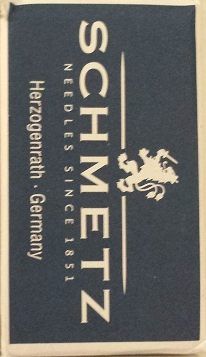 SCHMETZ
NEEDLES SINCE 1851
Herzogenrath · Germany